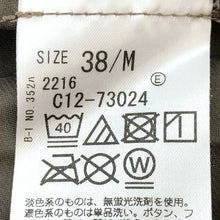 SIZE 38/M
B-1 NO.352A
2216
E
C12-73024
40
W
淡色系のものは、無蛍光洗剤を使用。
濃色系のものは単品洗い。ボタン、フ